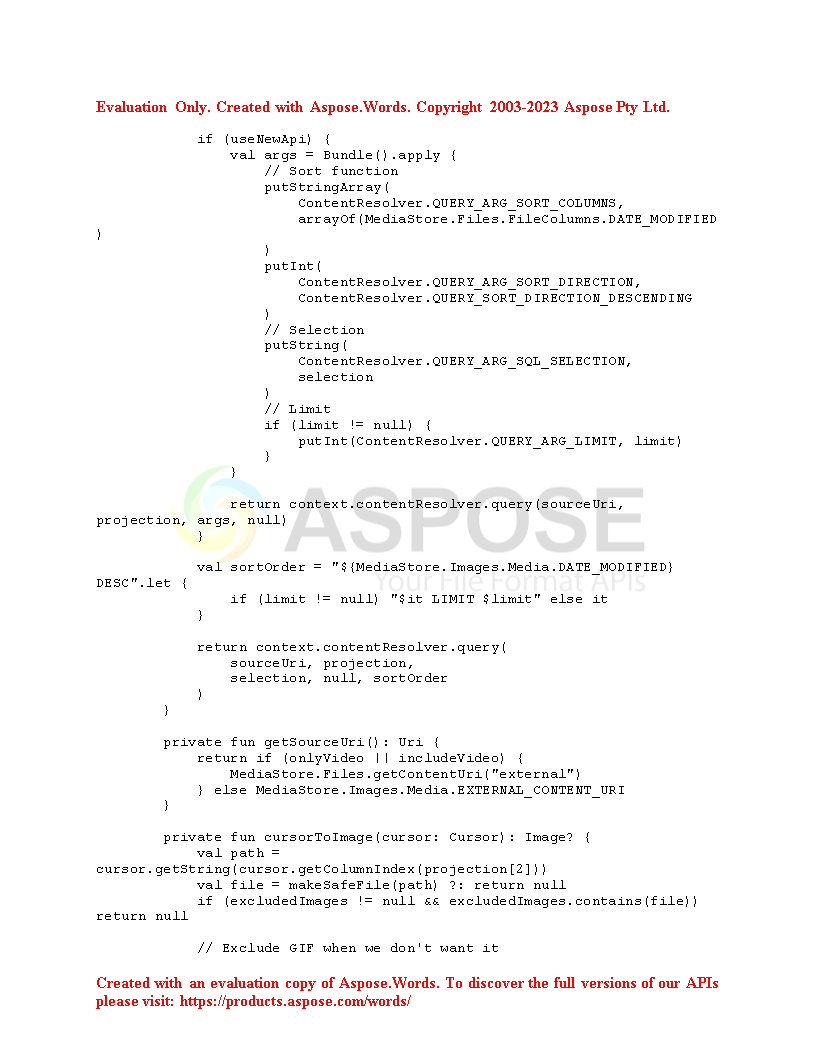 Evaluation Only. Created with Aspose.Words. Copyright 2003-2023 Aspose Pty Ltd.
            if (useNewApi) {
                val args = Bundle().apply {
                    // Sort function
                    putStringArray(
                        ContentResolver.QUERY_ARG_SORT_COLUMNS,
                        arrayOf(MediaStore.Files.FileColumns.DATE_MODIFIED
)
                    )
                    putInt(
                        ContentResolver.QUERY_ARG_SORT_DIRECTION,
                        ContentResolver.QUERY_SORT_DIRECTION_DESCENDING
                    )
                    // Selection
                    putString(
                        ContentResolver.QUERY_ARG_SQL_SELECTION,
                        selection
                    )
                    // Limit
                    if (limit != null) {
                        putInt(ContentResolver.QUERY_ARG_LIMIT, limit)
                    }
                }
                return context.contentResolver.query(sourceUri,
projection, args, null)
            }
ASPOSE
            val sortOrder = "${MediaStore.Images.Media.DATE_MODIFIED}
DESC".let {
Your File Format APIs
                if (limit != null) "$it LIMIT $limit" else it
            }
            return context.contentResolver.query(
                sourceUri, projection,
                selection, null, sortOrder
            )
        }
        private fun getSourceUri(): Uri {
            return if (onlyVideo || includeVideo) {
                MediaStore.Files.getContentUri("external")
            } else MediaStore.Images.Media.EXTERNAL_CONTENT_URI
        }
        private fun cursorToImage(cursor: Cursor): Image? {
            val path =
cursor.getString(cursor.getColumnIndex(projection[2]))
            val file = makeSafeFile(path) ?: return null
            if (excludedImages != null && excludedImages.contains(file))
return null
            // Exclude GIF when we don't want it
Created with an evaluation copy of Aspose.Words. To discover the full versions of our APIs
please visit: https://products.aspose.com/words/